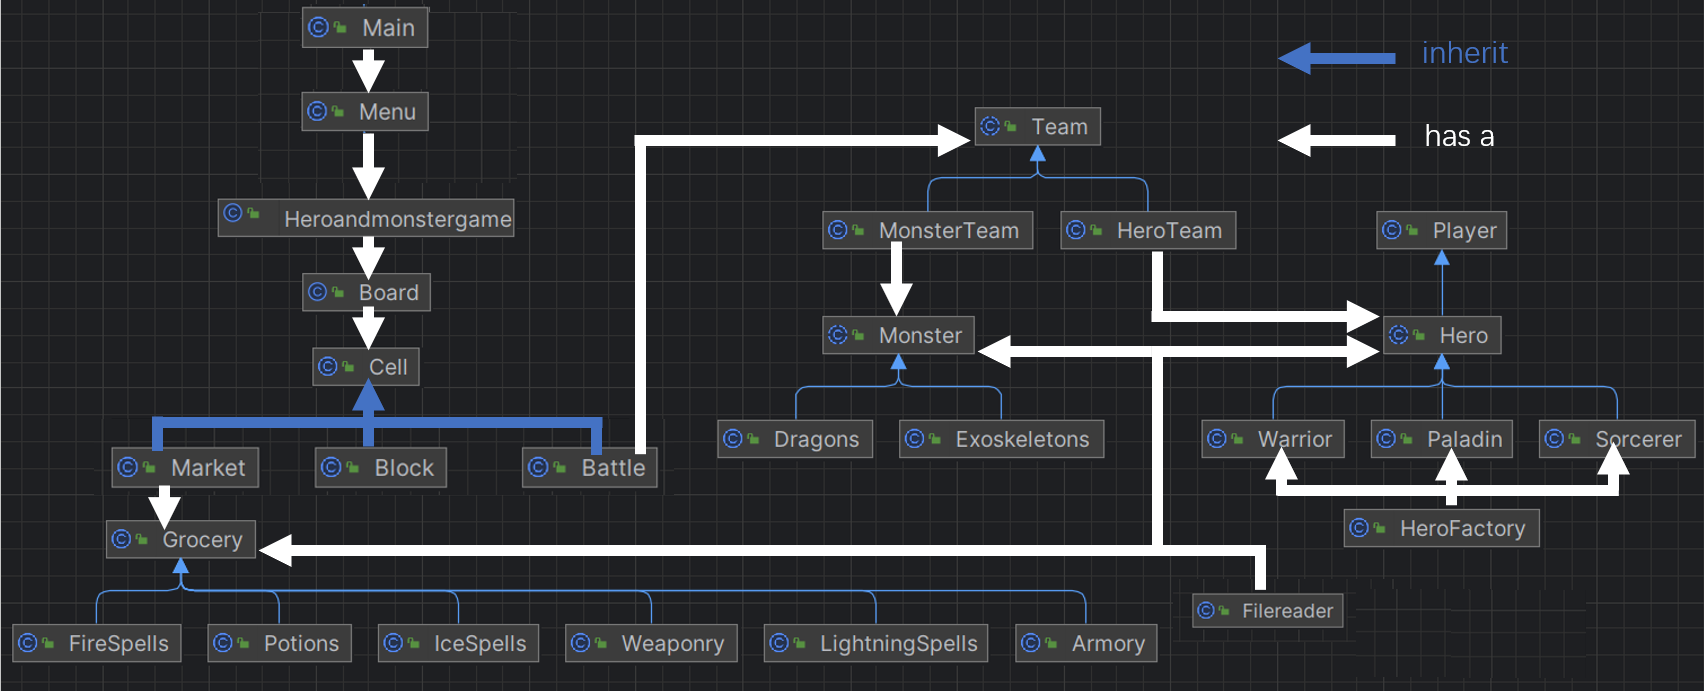 Main
inherit
Menu
Team
has a
Heroandmonstergame
MonsterTeam
HeroTeam
Player
Board
Monster
Hero
Cell
Dragons
Exoskeletons
Warrior
Paladin
Sorcerer
Market
Block
Battle
Grocery
HeroFactory
Filereader
FireSpells
Potions
IceSpells
Weaponry
LightningSpells
Armory